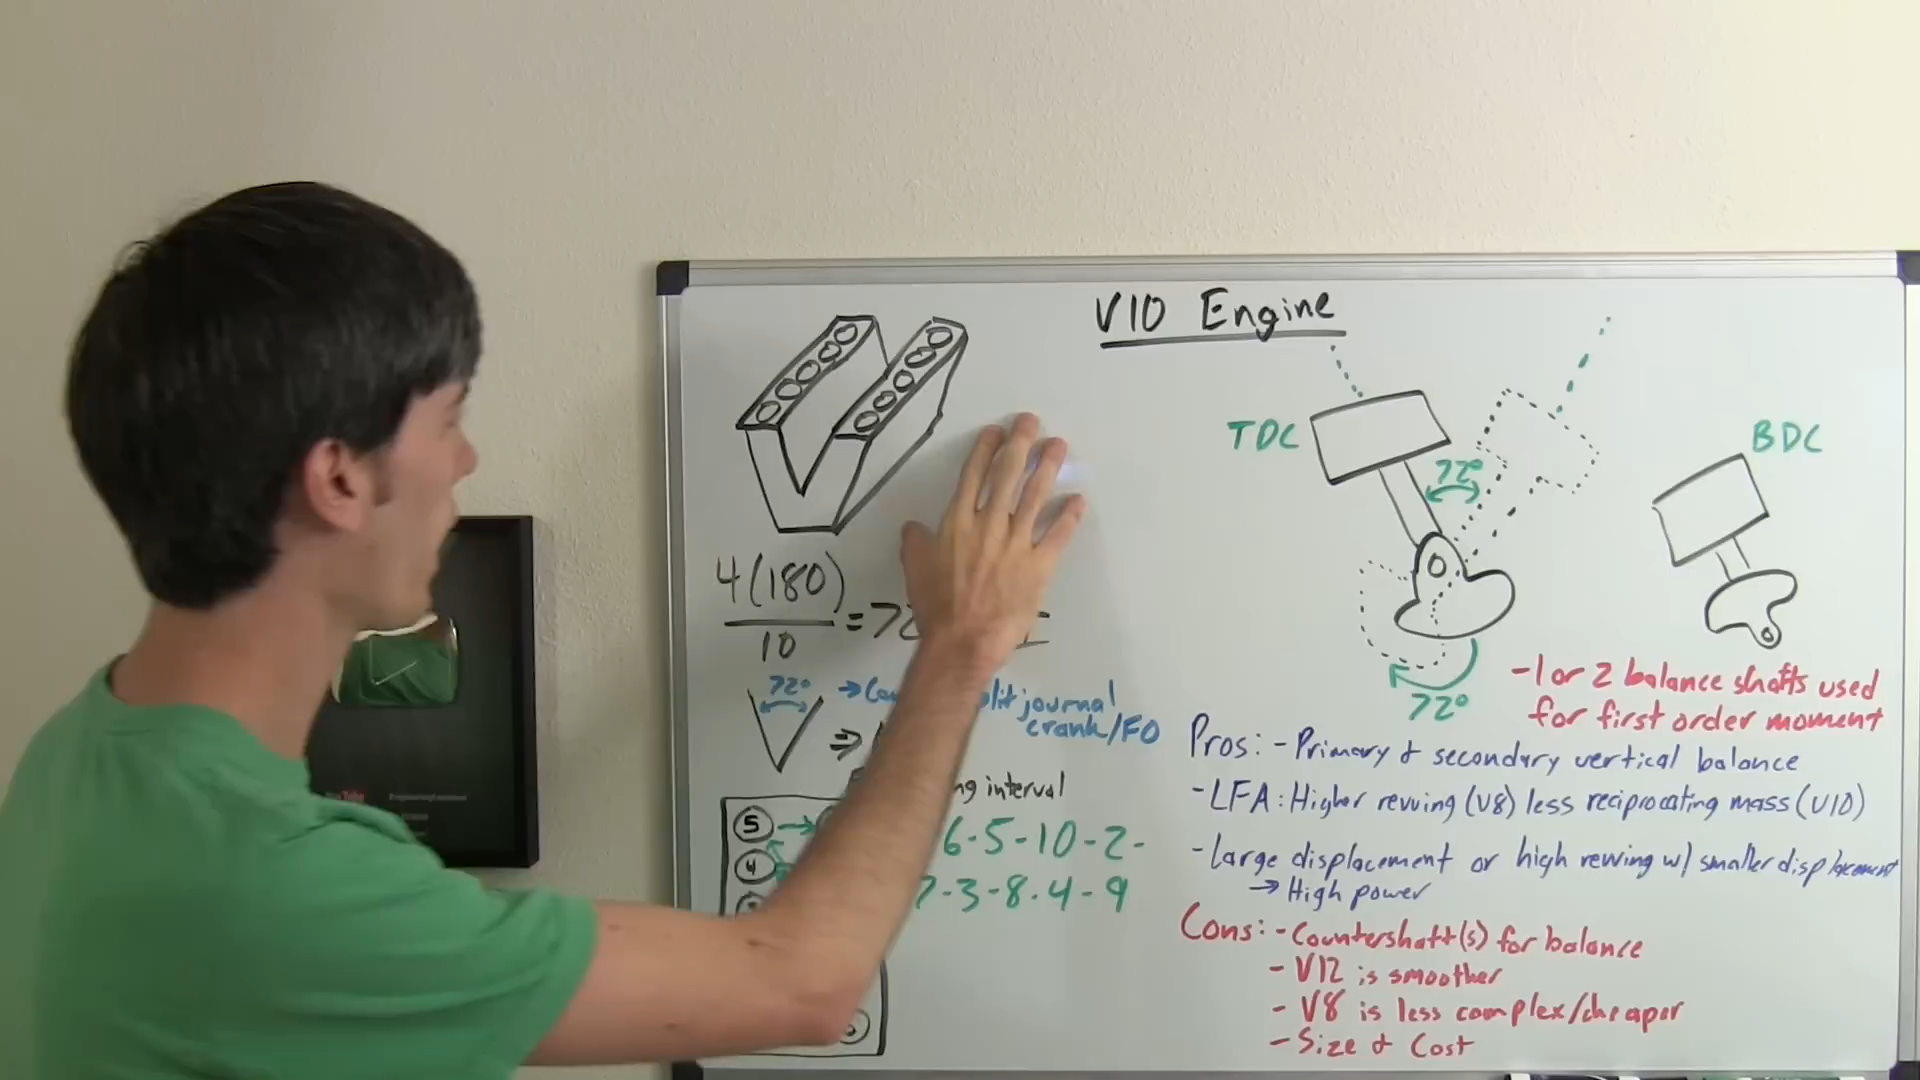 V10 Engine
TDC
72°
BDC
72°
4(180)
10
=72
72°
split journal
crank/FO
interval
5
4
6-5-10-2-
7-3-8-4-9
-1 or 2 balance shafts used
for first order moment
Pros: -Primary & secondary vertical balance
-LFA: Higher revving (V8) less reciprocating mass (V10)
-Large displacement or high revving w/ smaller displacement
→ High power
Cons: -Countershaft(s) for balance
- V12 is smoother
- V8 is less complex/cheaper
- Size & Cost